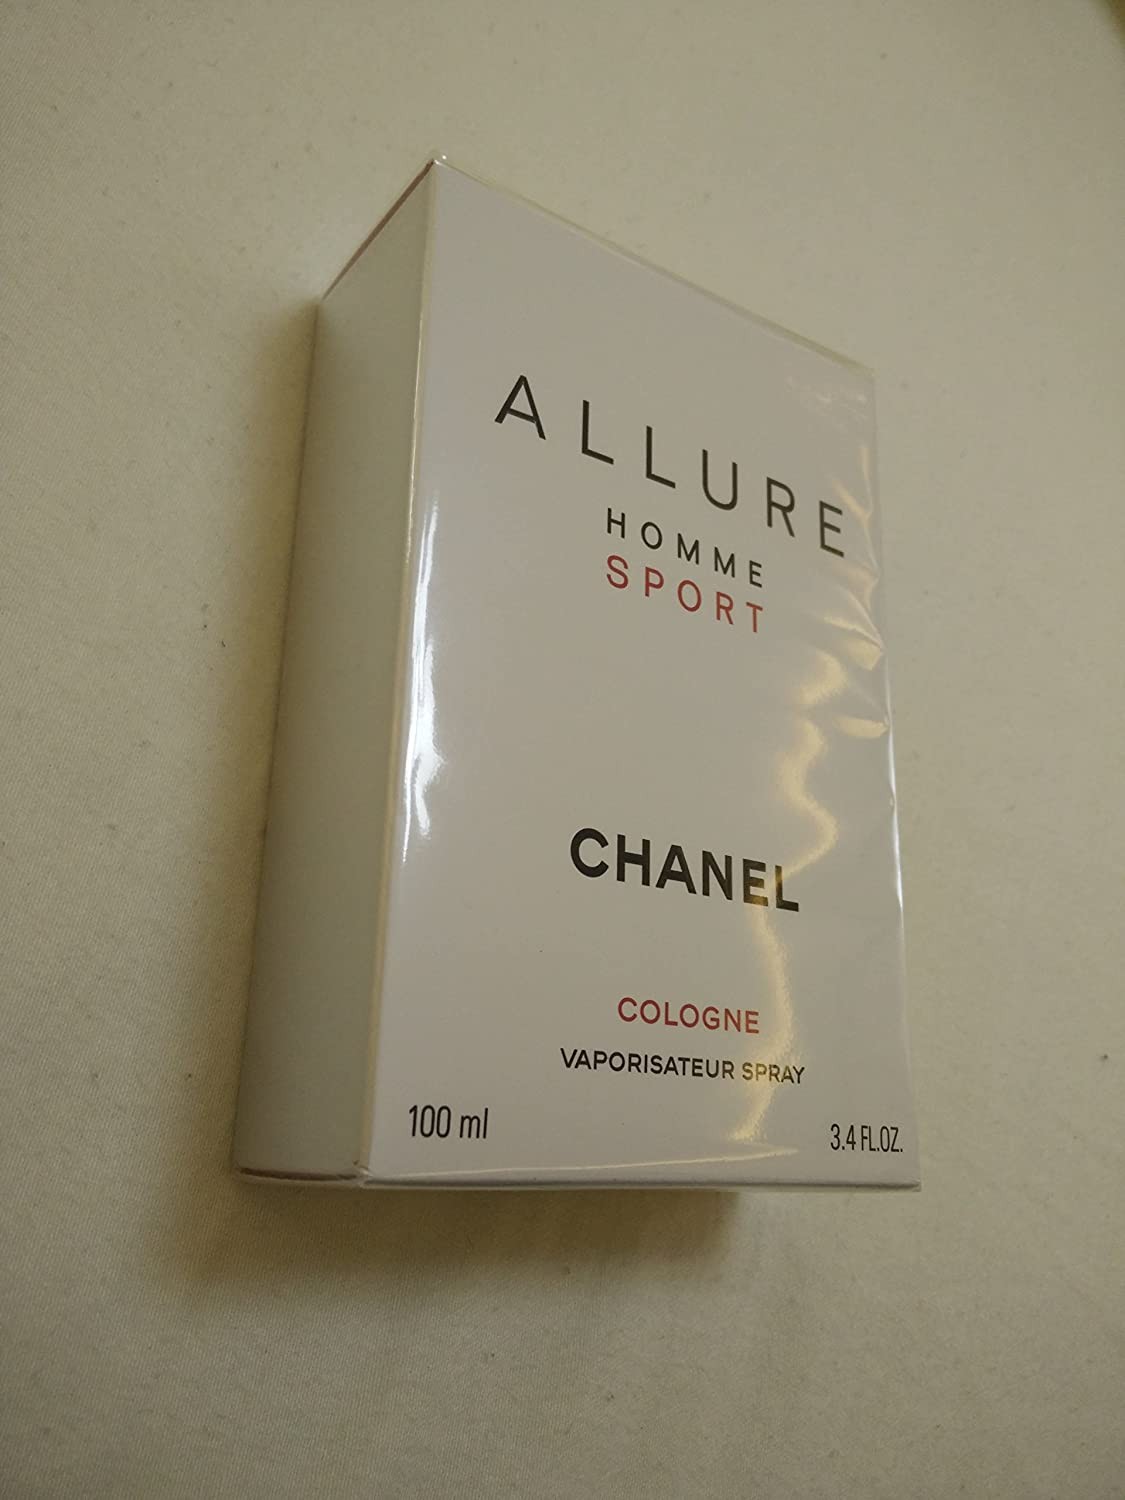 ALLURE
HOMME
SPORT
CHANEL
COLOGNE
VAPORISATEUR SPRAY
100 ml
3.4 FL.OZ.